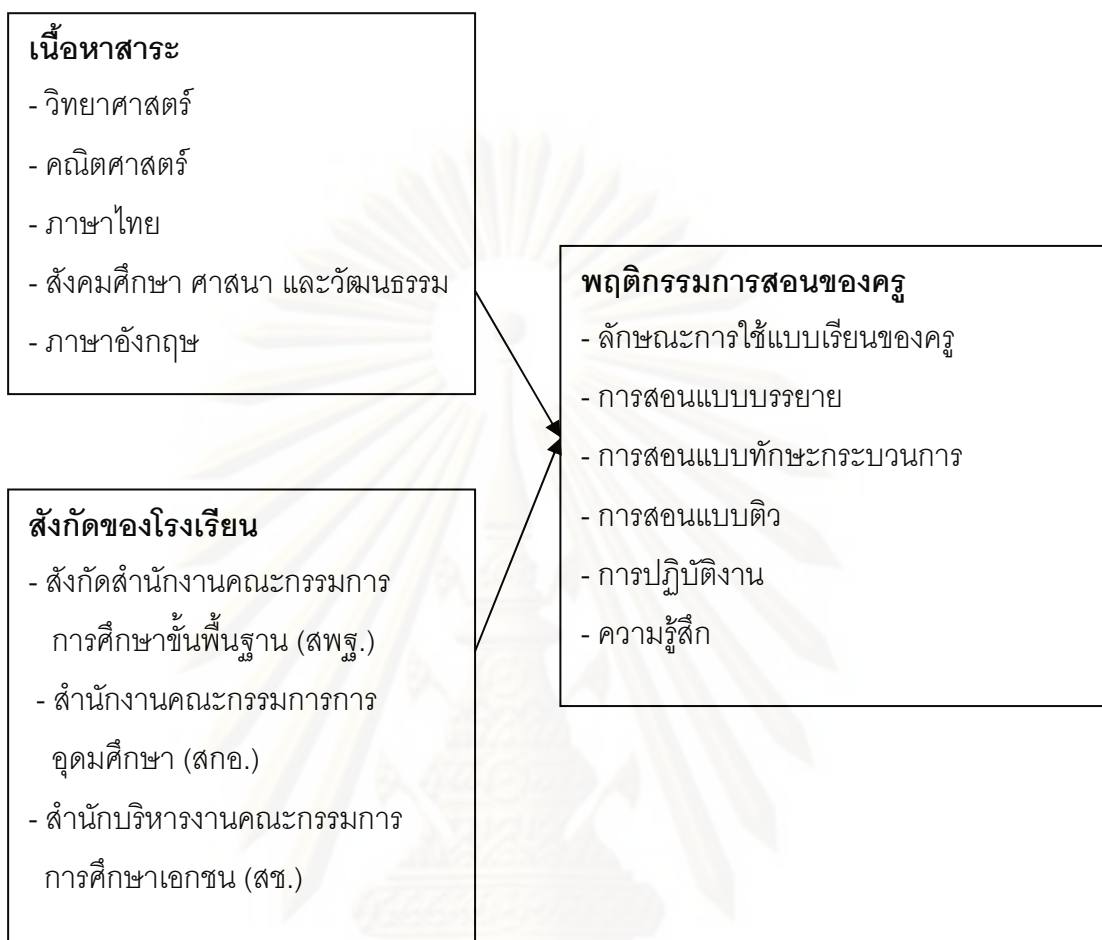 เนื้อหาสาระ
- วิทยาศาสตร์
- คณิตศาสตร์
- ภาษาไทย
- สังคมศึกษา ศาสนา และวัฒนธรรม
- ภาษาอังกฤษ
สังกัดของโรงเรียน
- สังกัดสำนักงานคณะกรรมการ
การศึกษาขั้นพื้นฐาน (สพฐ.)
- สำนักงานคณะกรรมการการ
อุดมศึกษา (สกอ.)
- สำนักบริหารงานคณะกรรมการ
การศึกษาเอกชน (สช.)
พฤติกรรมการสอนของครู
- ลักษณะการใช้แบบเรียนของครู
- การสอนแบบบรรยาย
- การสอนแบบทักษะกระบวนการ
- การสอนแบบติว
- การปฏิบัติงาน
- ความรู้สึก